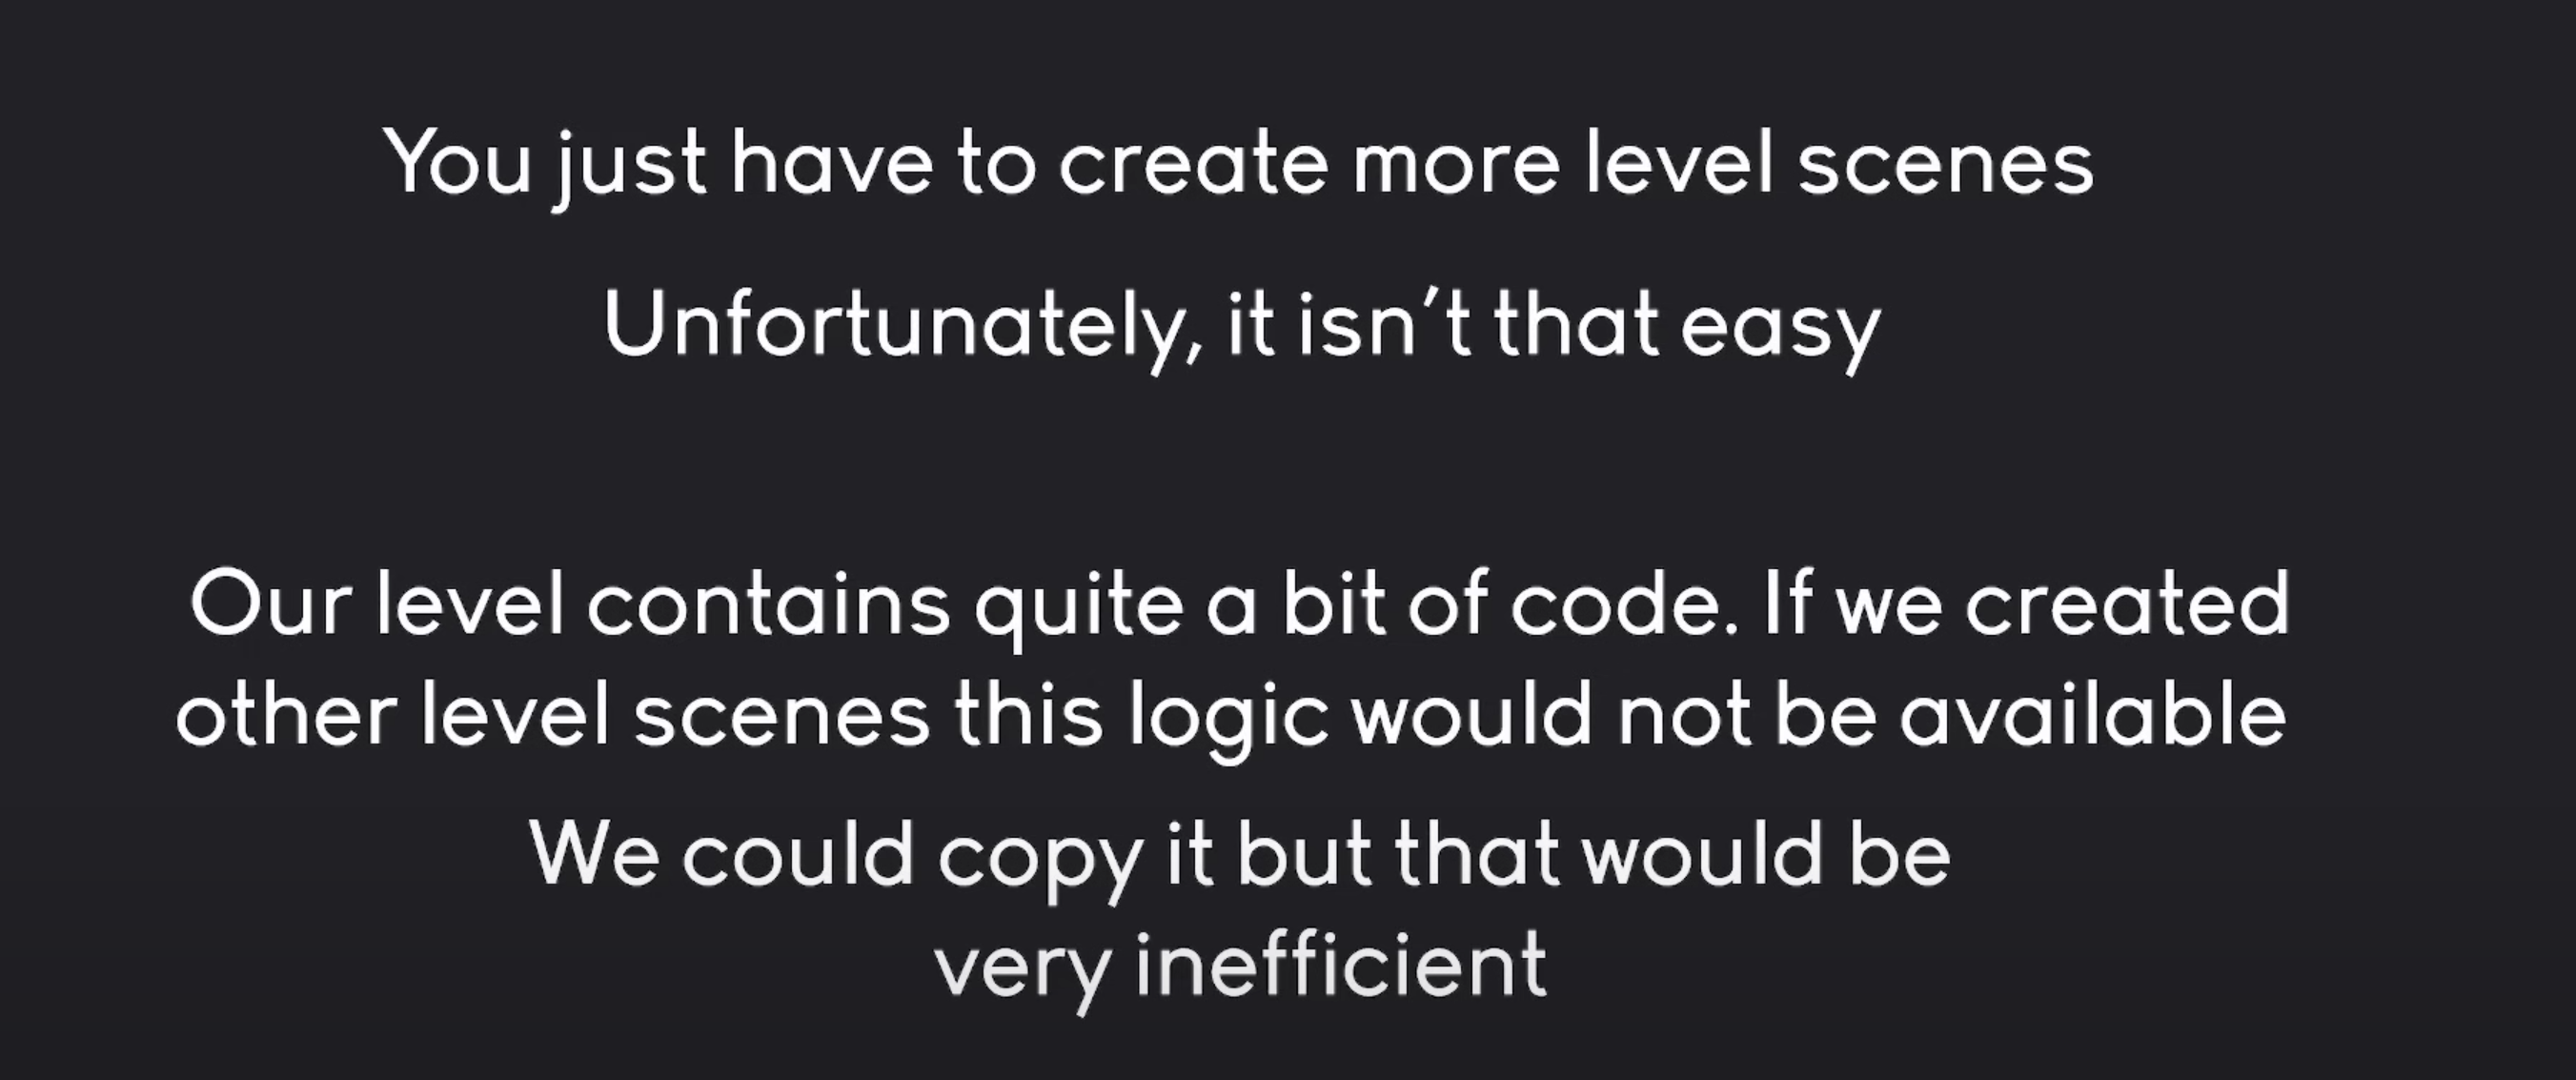 You just have to create more level scenes
Unfortunately, it isn’t that easy
Our level contains quite a bit of code. If we created
other level scenes this logic would not be available
We could copy it but that would be
very inefficient